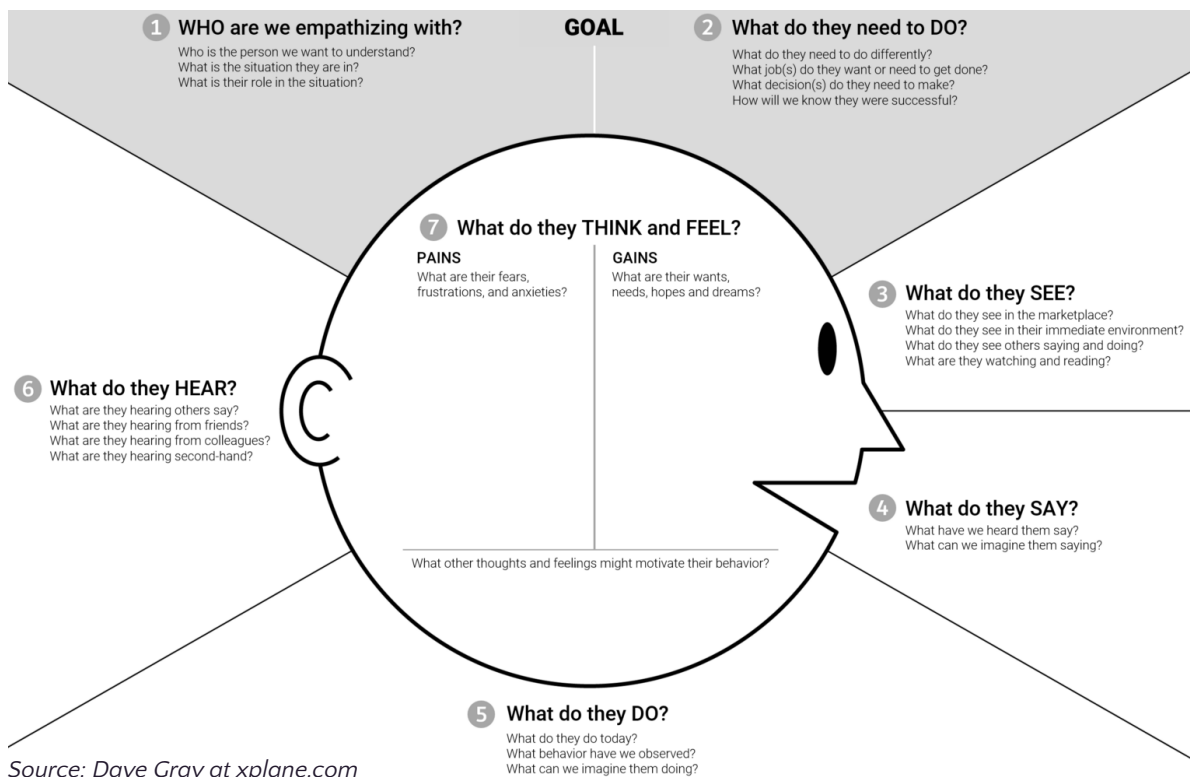 1 WHO are we empathizing with?
Who is the person we want to understand?
What is the situation they are in?
What is their role in the situation?
GOAL
2 What do they need to DO?
What do they need to do differently?
What job(s) do they want or need to get done?
What decision(s) do they need to make?
How will we know they were successful?
7 What do they THINK and FEEL?
PAINS
What are their fears,
frustrations, and anxieties?
GAINS
What are their wants,
needs, hopes and dreams?
What other thoughts and feelings might motivate their behavior?
3 What do they SEE?
What do they see in the marketplace?
What do they see in their immediate environment?
What do they see others saying and doing?
What are they watching and reading?
4 What do they SAY?
What have we heard them say?
What can we imagine them saying?
5 What do they DO?
What do they do today?
What behavior have we observed?
What can we imagine them doing?
6 What do they HEAR?
What are they hearing others say?
What are they hearing from friends?
What are they hearing from colleagues?
What are they hearing second-hand?
Source: Dave Gray at xplane.com